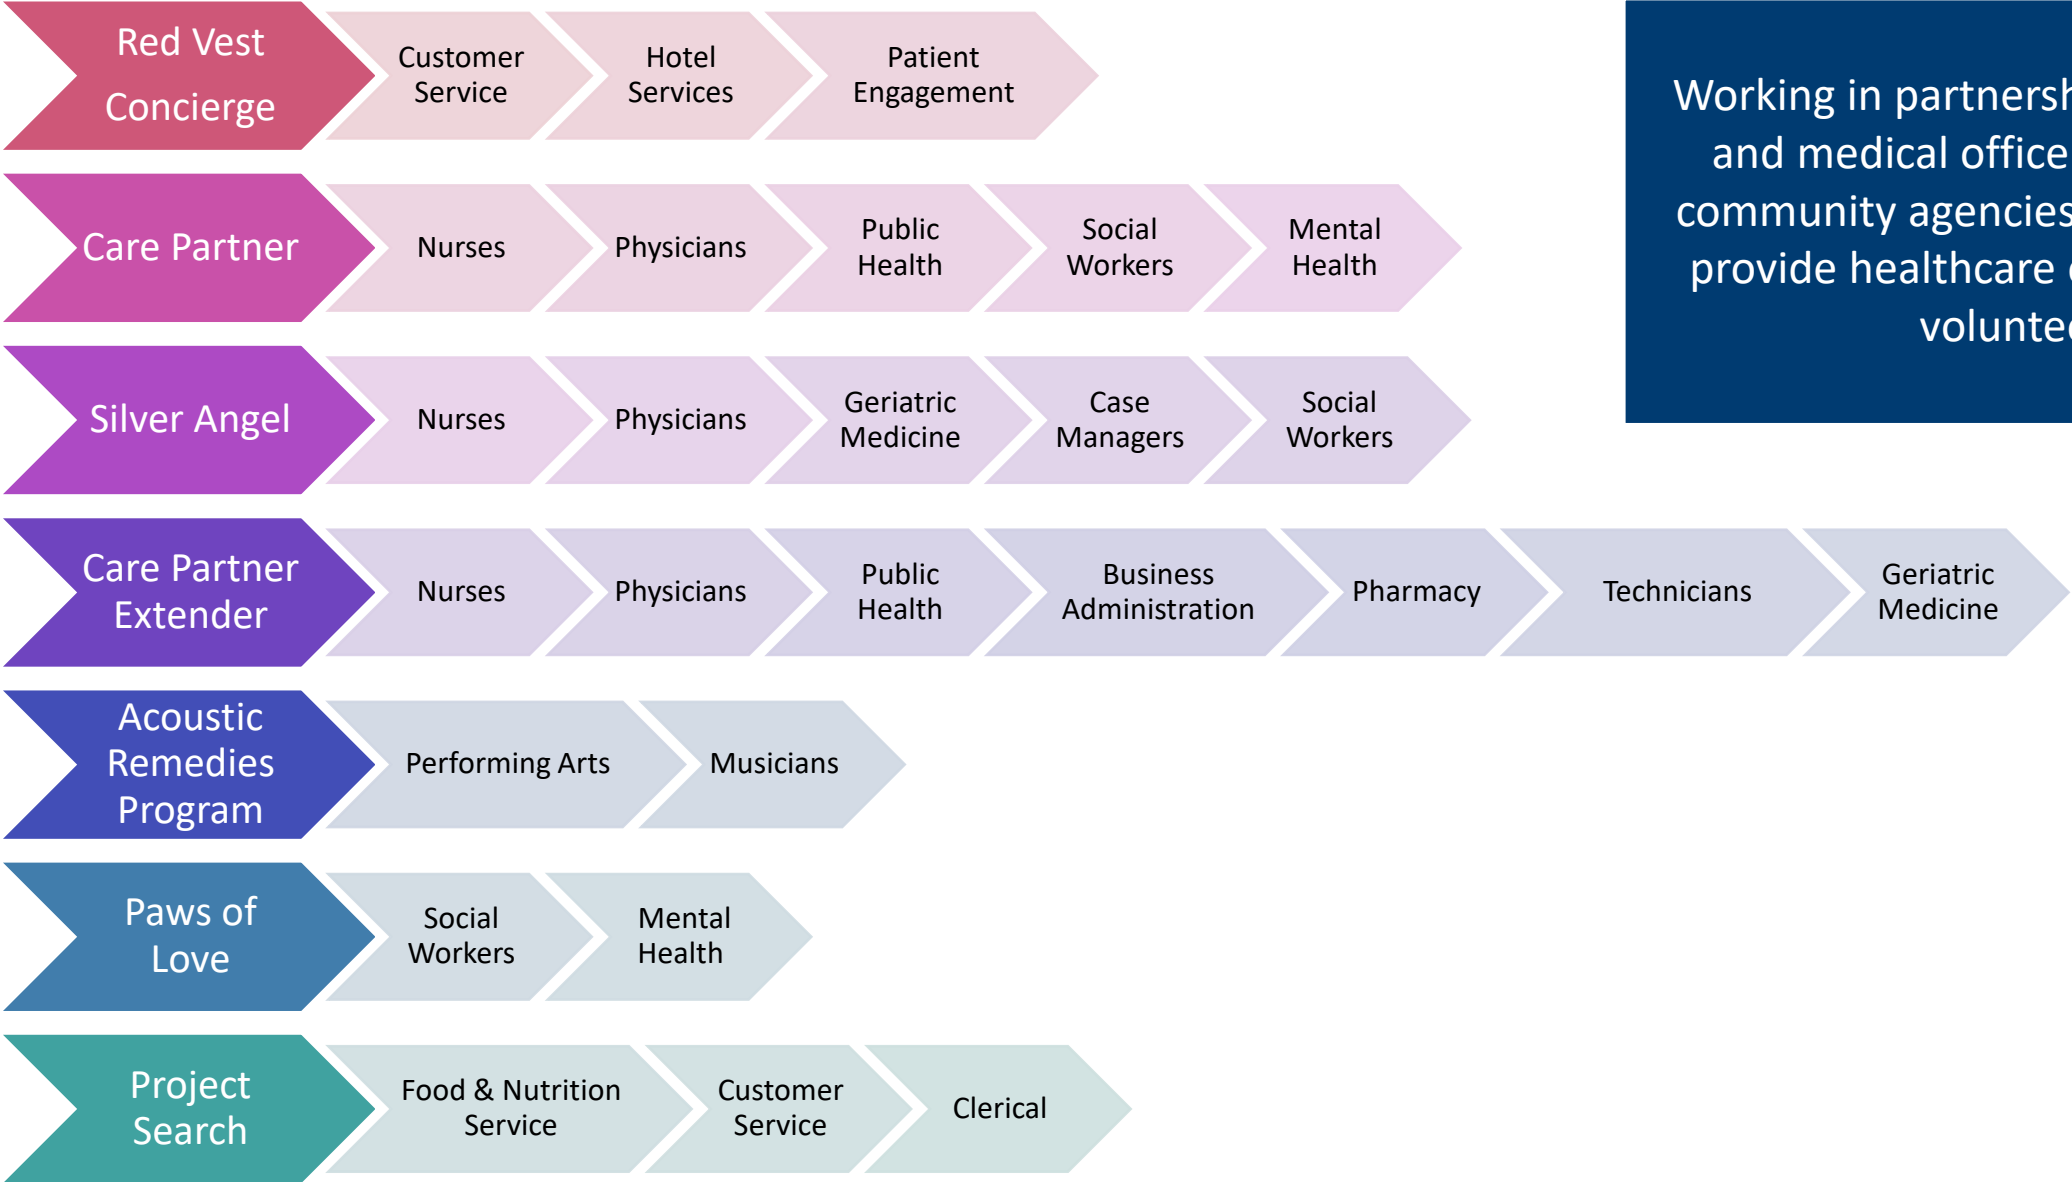 Red Vest
Concierge
Customer
Service
Hotel
Services
Patient
Engagement
Care Partner
Nurses
Physicians
Public
Health
Social
Workers
Mental
Health
Silver Angel
Nurses
Physicians
Geriatric
Medicine
Case
Managers
Social
Workers
Care Partner
Extender
Nurses
Physicians
Public
Health
Business
Administration
Pharmacy
Technicians
Geriatric
Medicine
Acoustic
Remedies
Program
Performing Arts
Musicians
Paws of
Love
Social
Workers
Mental
Health
Project
Search
Food & Nutrition
Service
Customer
Service
Clerical
Working in
and medical office
community agencies
provide healthcare